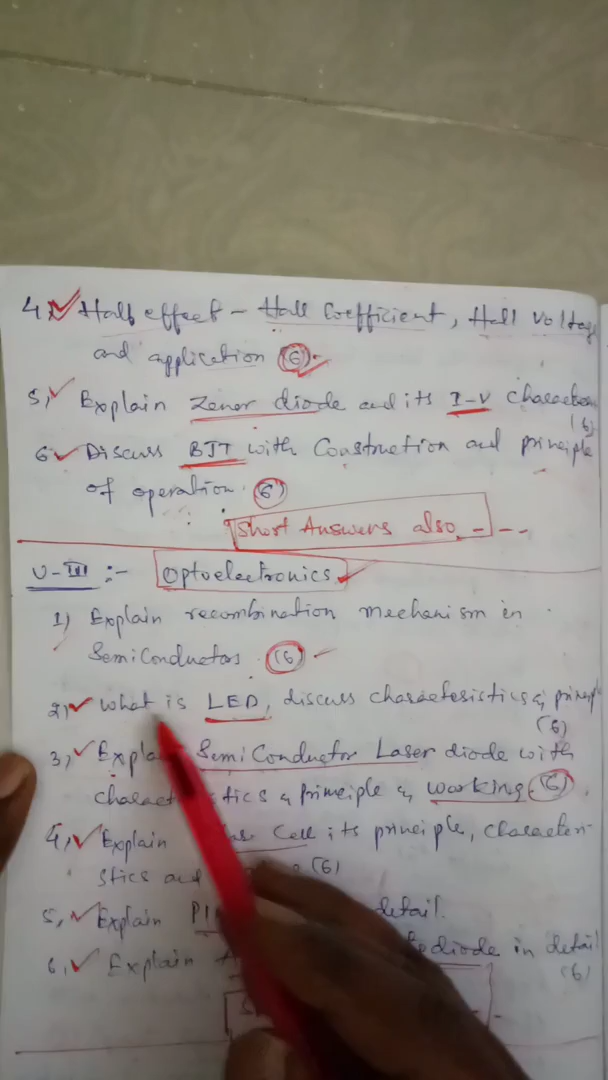 4, Hall effect - Hall Coefficient, Hall Voltage
and application (6)
5, Explain Zener diode and its I-V Character
(6)
6, Discuss BJT with Construction and principle
of operation. (6)
Short Answers also - - -
U-III :- Optoelectronics
1) Explain recombination mechanism in
SemiConductors (6)
2, What is LED, discuss characteristics & principle
(6)
3, Explain SemiConductor Laser diode with
characteristics & principle & working (6).
4, Explain Cell its principle, Characteri-
stics and (6)
5, Explain PIN detail.
6, Explain diode in detail
(6)